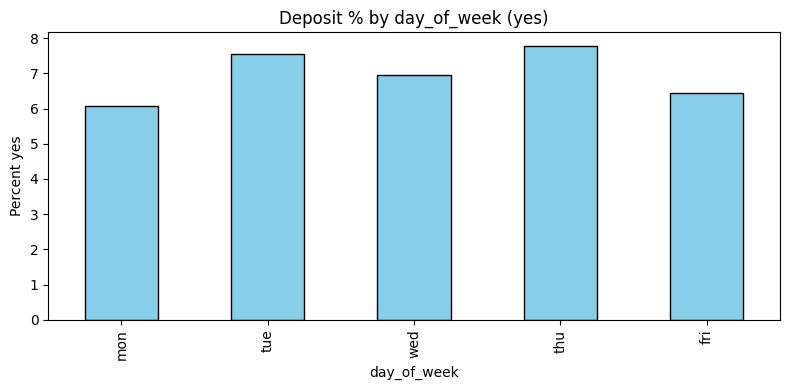 Deposit % by day_of_week (yes)
Percent yes
8
7
6
5
4
3
2
1
0
mon
tue
wed
thu
fri
day_of_week